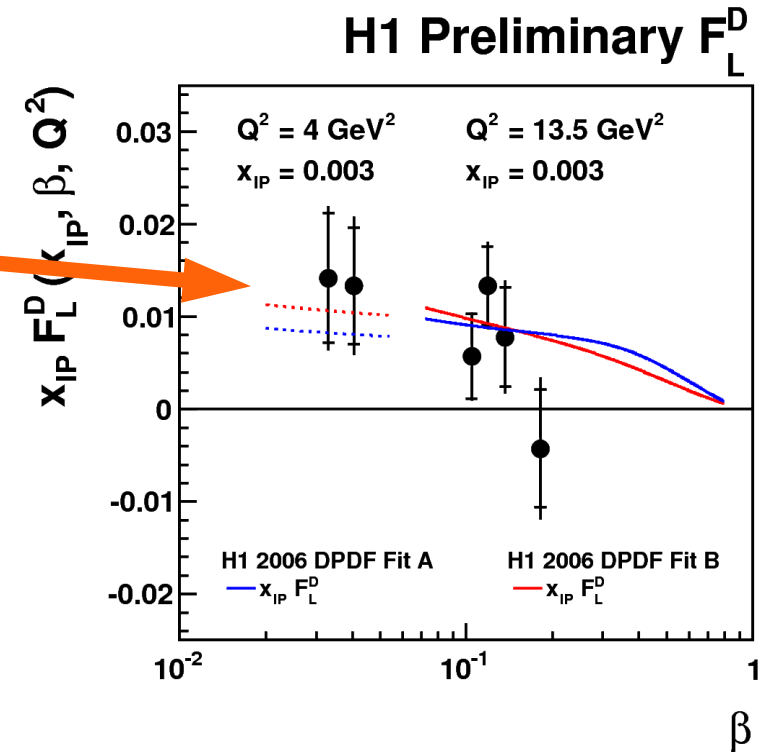 H1 Preliminary F_L^D
x_IP F_L^D (x_IP, β, Q²)
Q² = 4 GeV²
x_IP = 0.003
Q² = 13.5 GeV²
x_IP = 0.003
0.03
0.02
0.01
0
-0.01
-0.02
H1 2006 DPDF Fit A
x_IP F_L^D
H1 2006 DPDF Fit B
x_IP F_L^D
10⁻²
10⁻¹
1
β